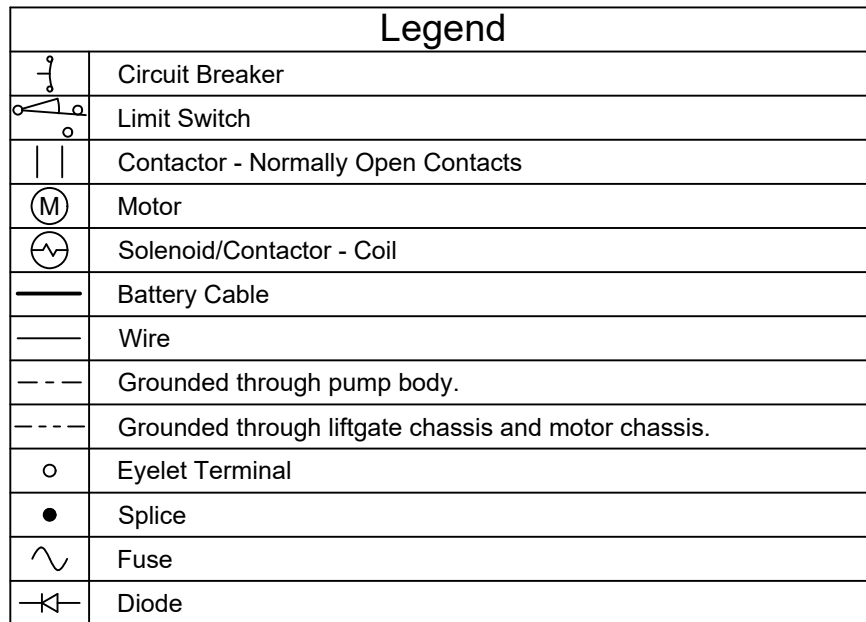 Legend
Circuit Breaker
Limit Switch
Contactor - Normally Open Contacts
M
Motor
Solenoid/Contactor - Coil
Battery Cable
Wire
Grounded through pump body.
Grounded through liftgate chassis and motor chassis.
Eyelet Terminal
Splice
Fuse
Diode